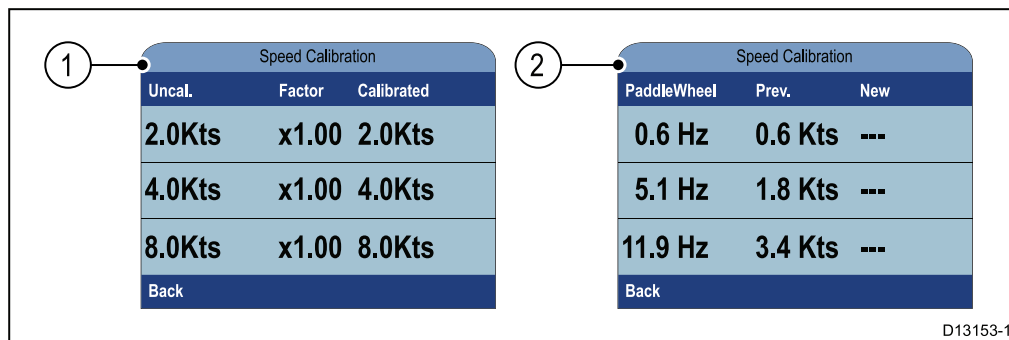 1
Speed Calibration
Uncal. Factor Calibrated
2.0Kts x1.00 2.0Kts
4.0Kts x1.00 4.0Kts
8.0Kts x1.00 8.0Kts
Back
2
Speed Calibration
PaddleWheel Prev. New
0.6 Hz 0.6 Kts ---
5.1 Hz 1.8 Kts ---
11.9 Hz 3.4 Kts ---
Back
D13153-1